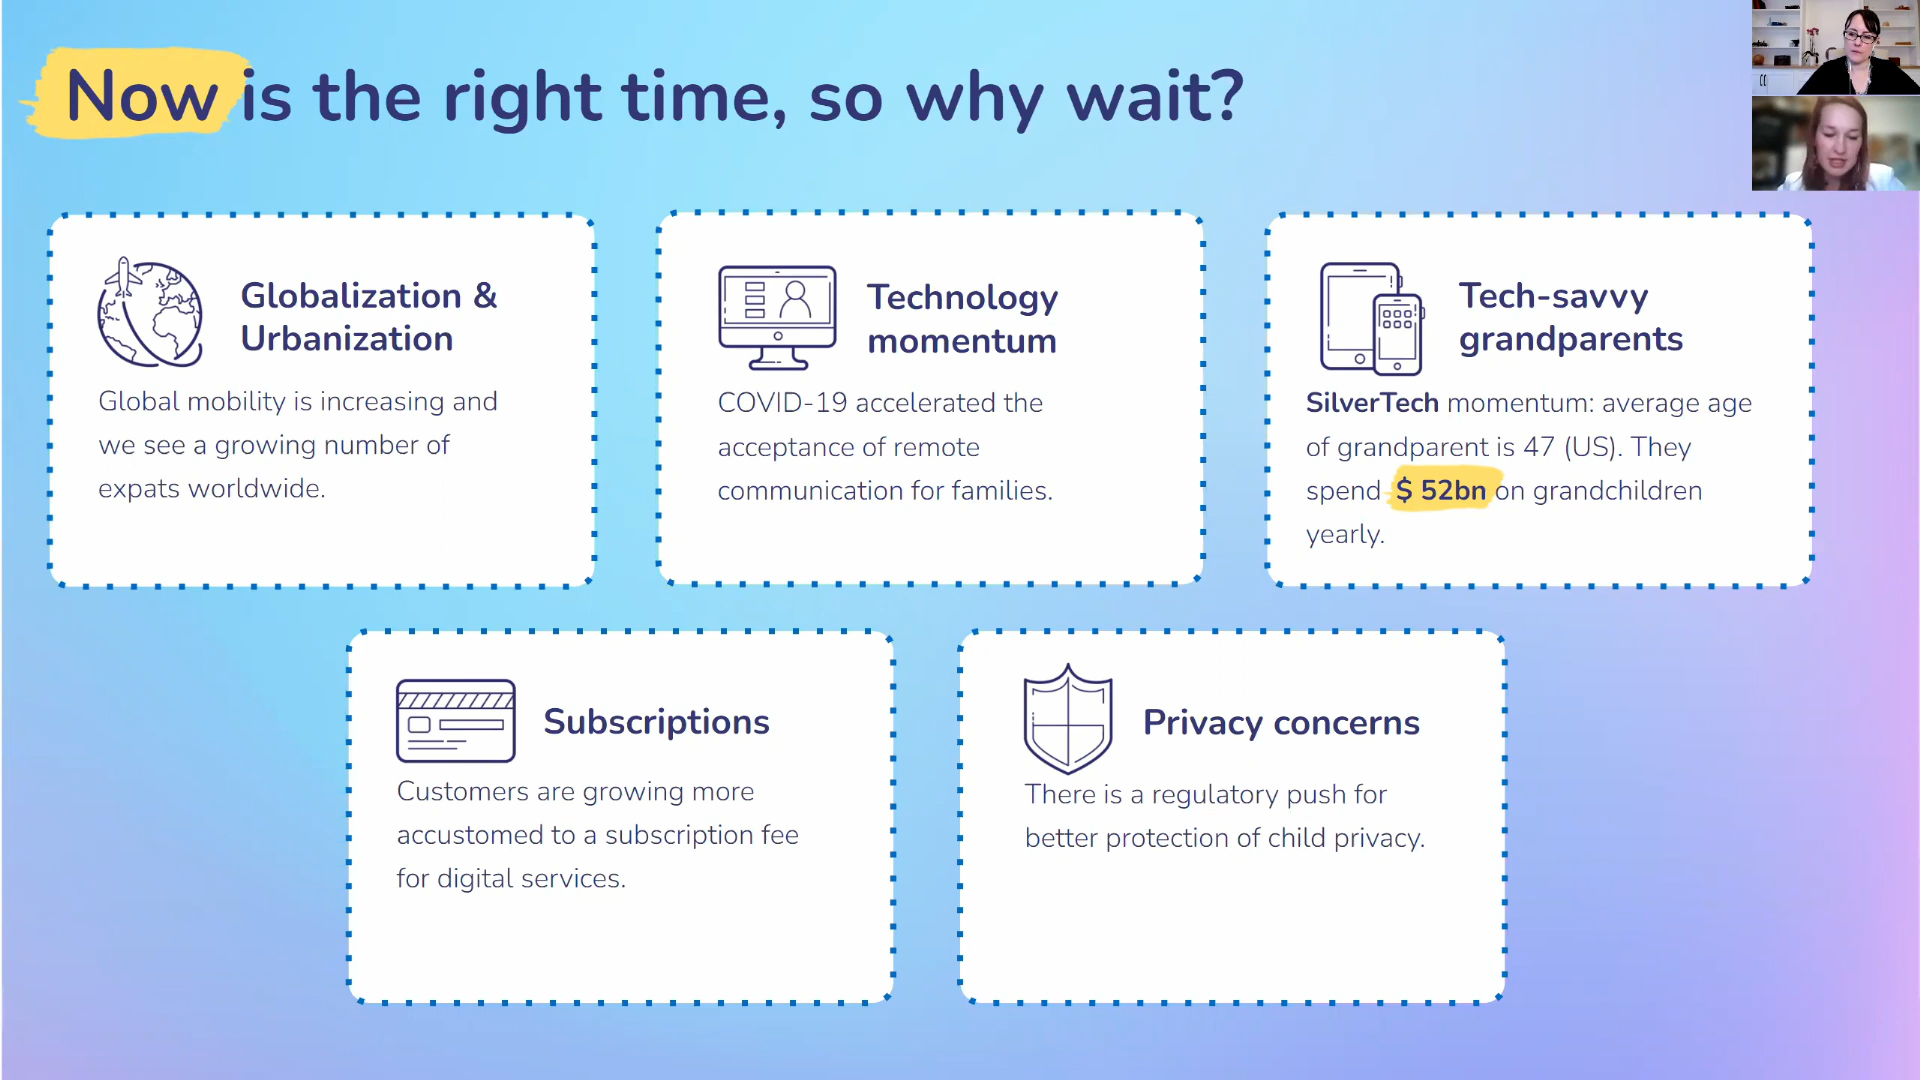 Now is the right time, so why wait?
Globalization &
Urbanization
Global mobility is increasing and
we see a growing number of
expats worldwide.
Technology
momentum
COVID-19 accelerated the
acceptance of remote
communication for families.
Tech-savvy
grandparents
SilverTech momentum: average age
of grandparent is 47 (US). They
spend $ 52bn on grandchildren
yearly.
Subscriptions
Customers are growing more
accustomed to a subscription fee
for digital services.
Privacy concerns
There is a regulatory push for
better protection of child privacy.